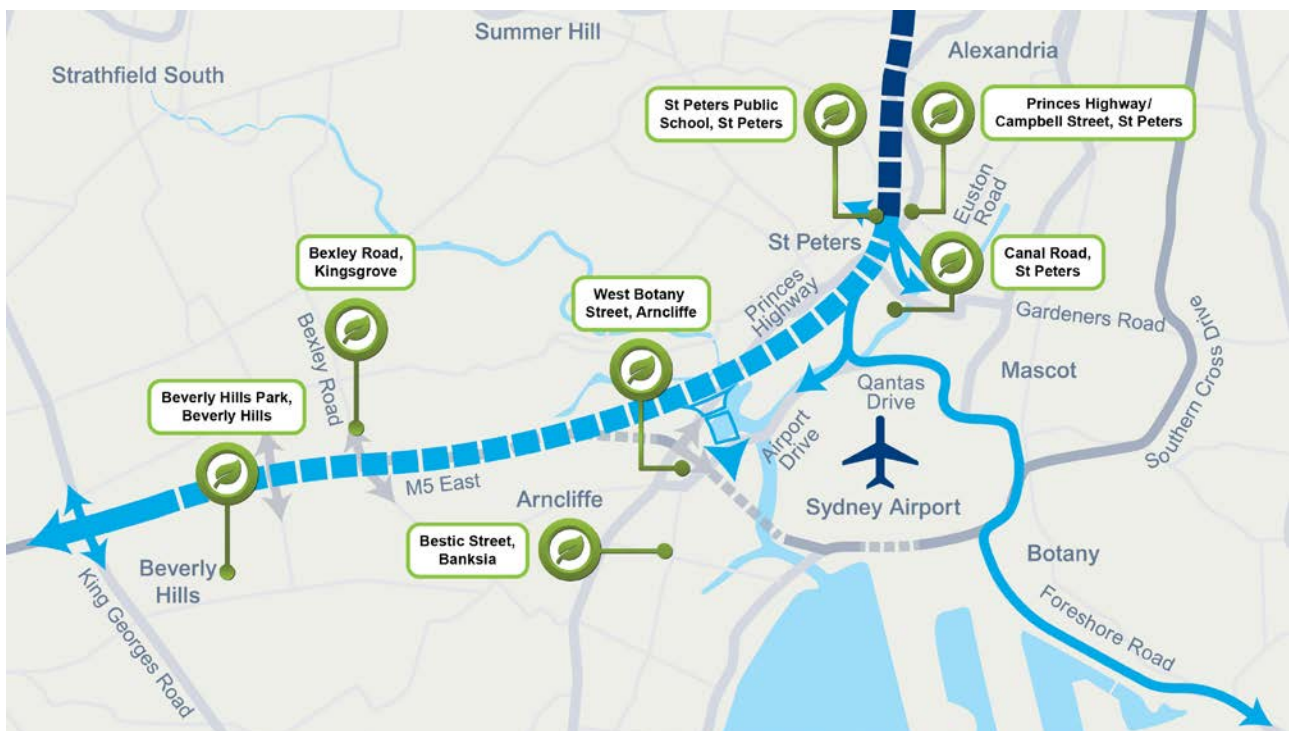 Summer Hill
Alexandria
Strathfield South
St Peters Public
School, St Peters
Princes Highway/
Campbell Street, St Peters
Euston
Road
St Peters
Canal Road,
St Peters
Bexley Road,
Kingsgrove
West Botany
Street, Arncliffe
Princes
Highway
Gardeners Road
Southern Cross Drive
Bexley Road
Mascot
Qantas
Drive
Beverly Hills Park,
Beverly Hills
Airport
Drive
M5 East
Arncliffe
Sydney Airport
Bestic Street,
Banksia
Botany
Beverly
Hills
King Georges Road
Foreshore Road